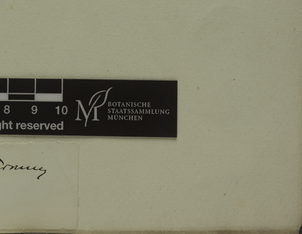 8 9 10
BOTANISCHE
STAATSSAMMLUNG
MÜNCHEN
ght reserved